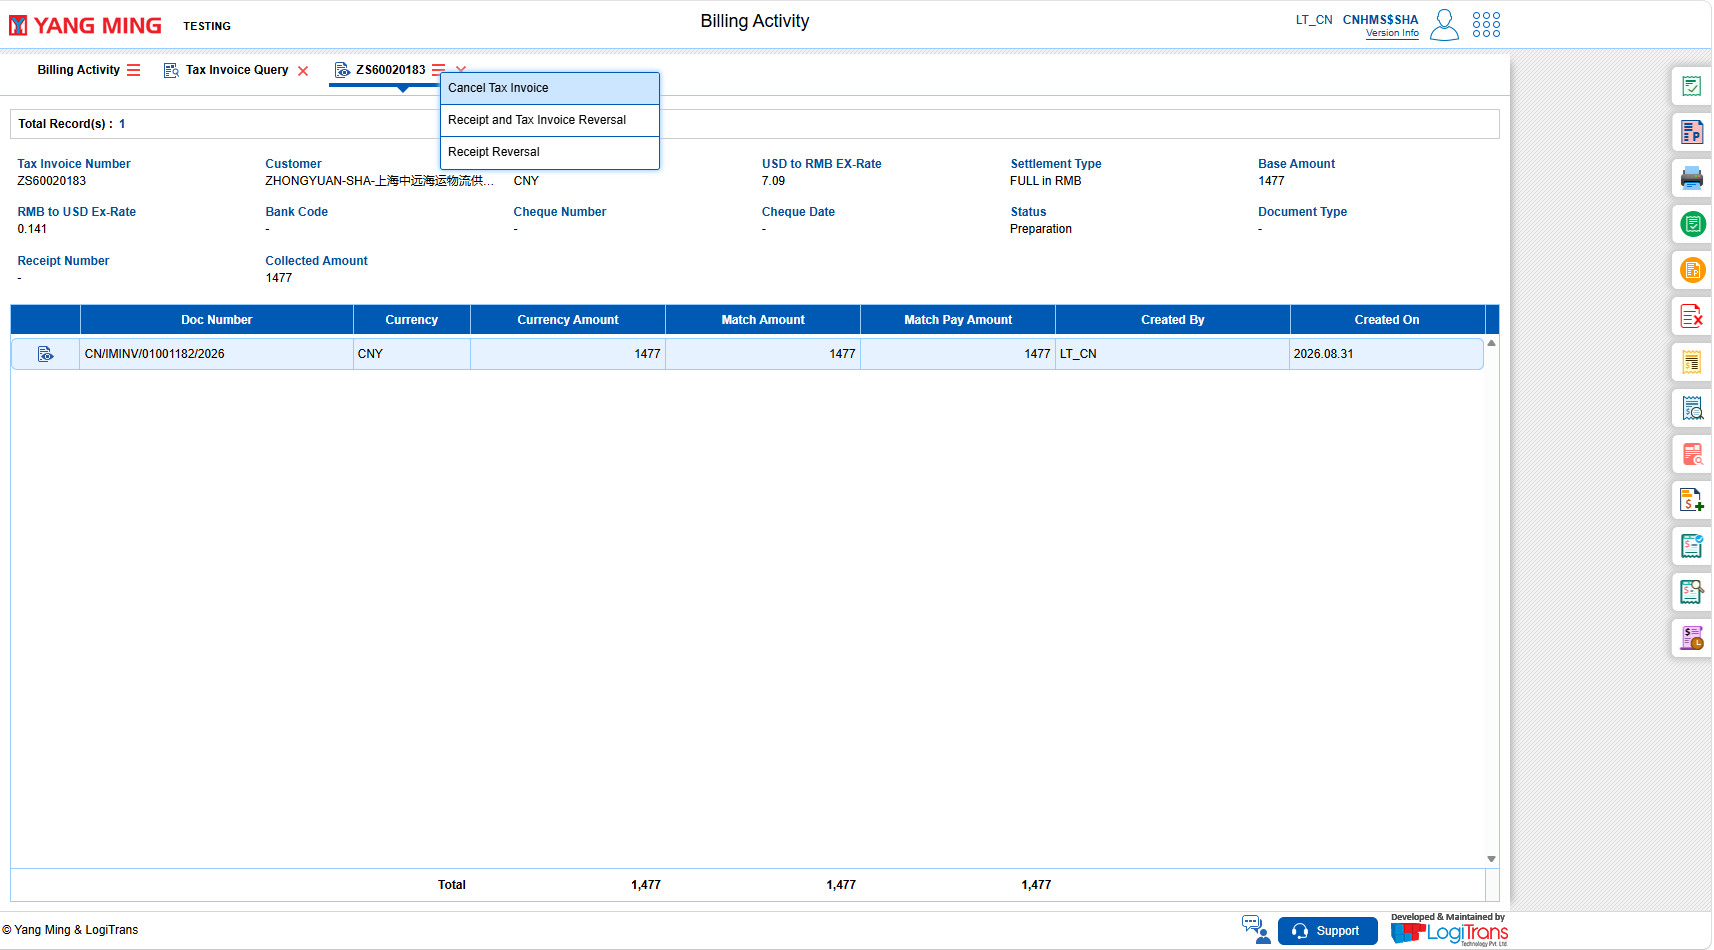 YANG MING
TESTING
Billing Activity
LT_CN CNHMS$SHA
Version Info
Billing Activity
Tax Invoice Query
ZS60020183
Cancel Tax Invoice
Receipt and Tax Invoice Reversal
Receipt Reversal
Total Record(s) : 1
Tax Invoice Number
ZS60020183
Customer
ZHONGYUAN-SHA-上海中远海运物流供...
CNY
USD to RMB EX-Rate
7.09
Settlement Type
FULL in RMB
Base Amount
1477
RMB to USD Ex-Rate
0.141
Bank Code
-
Cheque Number
-
Cheque Date
-
Status
Preparation
Document Type
-
Receipt Number
-
Collected Amount
1477
Doc Number Currency Currency Amount Match Amount Match Pay Amount Created By Created On
CN/IMINV/01001182/2026 CNY 1477 1477 1477 LT_CN 2026.08.31
Total 1,477 1,477 1,477
© Yang Ming & LogiTrans
Support
Developed & Maintained by
LogiTrans
Technology Pvt. Ltd